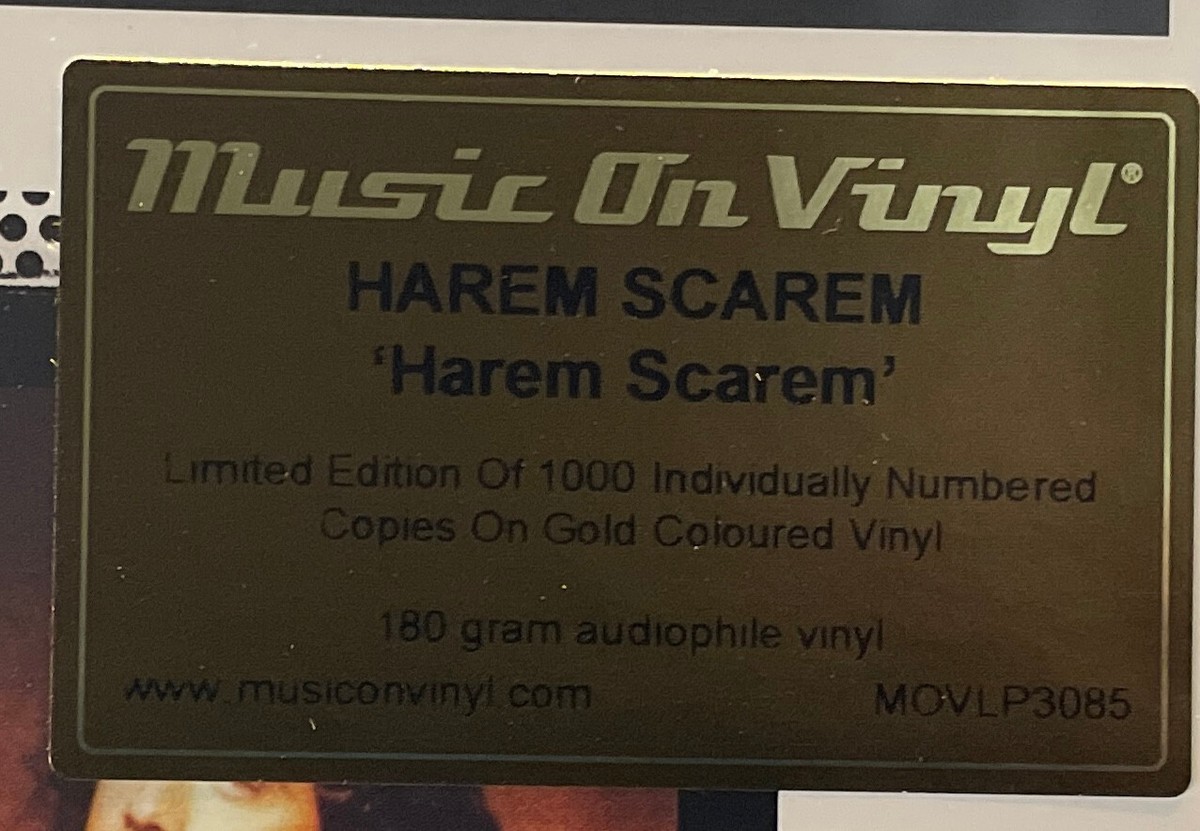 Music On Vinyl®
HAREM SCAREM
‘Harem Scarem’
Limited Edition Of 1000 Individually Numbered
Copies On Gold Coloured Vinyl
180 gram audiophile vinyl
www.musiconvinyl.com
MOVLP3085